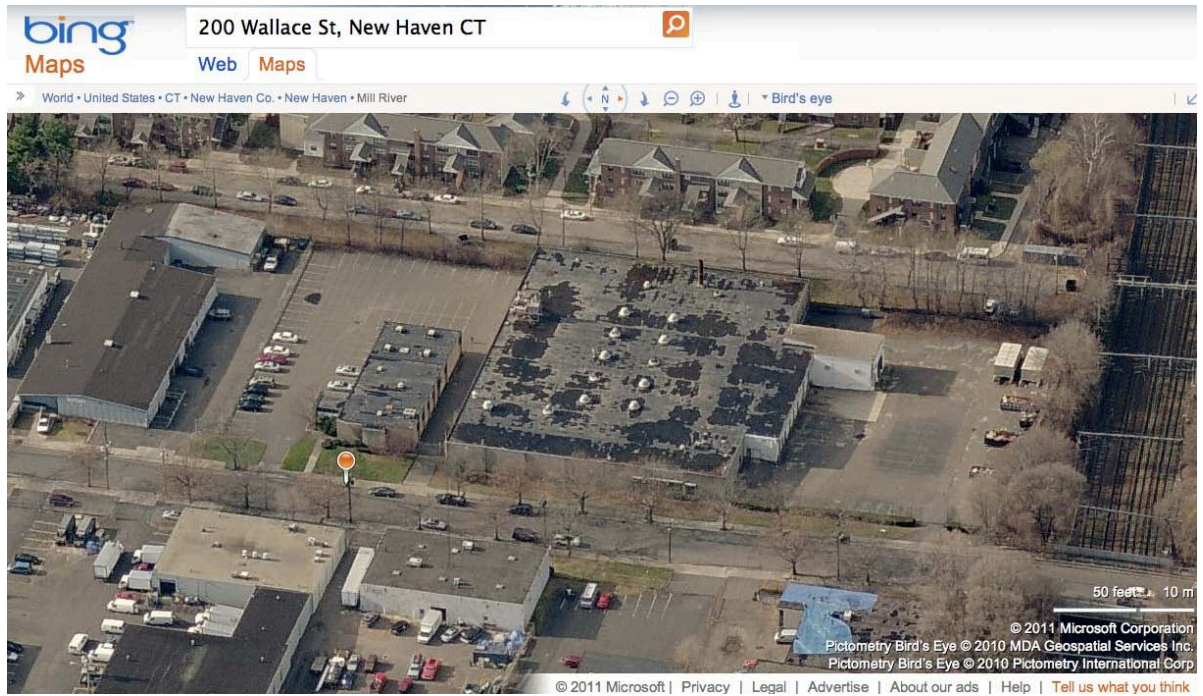 bing
Maps
200 Wallace St, New Haven CT
Web Maps
» World • United States • CT • New Haven Co. • New Haven • Mill River
N
Bird's eye
50 feet 10 m
© 2011 Microsoft Corporation
Pictometry Bird's Eye © 2010 MDA Geospatial Services Inc.
Pictometry Bird's Eye © 2010 Pictometry International Corp
© 2011 Microsoft | Privacy | Legal | Advertise | About our ads | Help | Tell us what you think